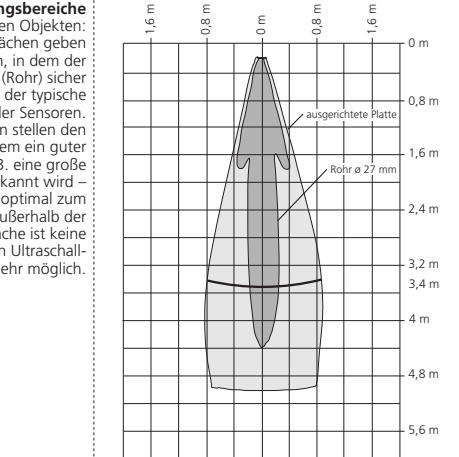 ngsbereiche
en Objekten:
ächen geben
n, in dem der
(Rohr) sicher
der typische
ler Sensoren.
n stellen den
em ein guter
B. eine große
kannt wird –
optimal zum
ußerhalb der
che ist keine
n Ultraschall-
ehr möglich.
1,6 m
0,8 m
0 m
0,8 m
1,6 m
0 m
0,8 m
ausgerichtete Platte
1,6 m
Rohr ø 27 mm
2,4 m
3,2 m
3,4 m
4 m
4,8 m
5,6 m